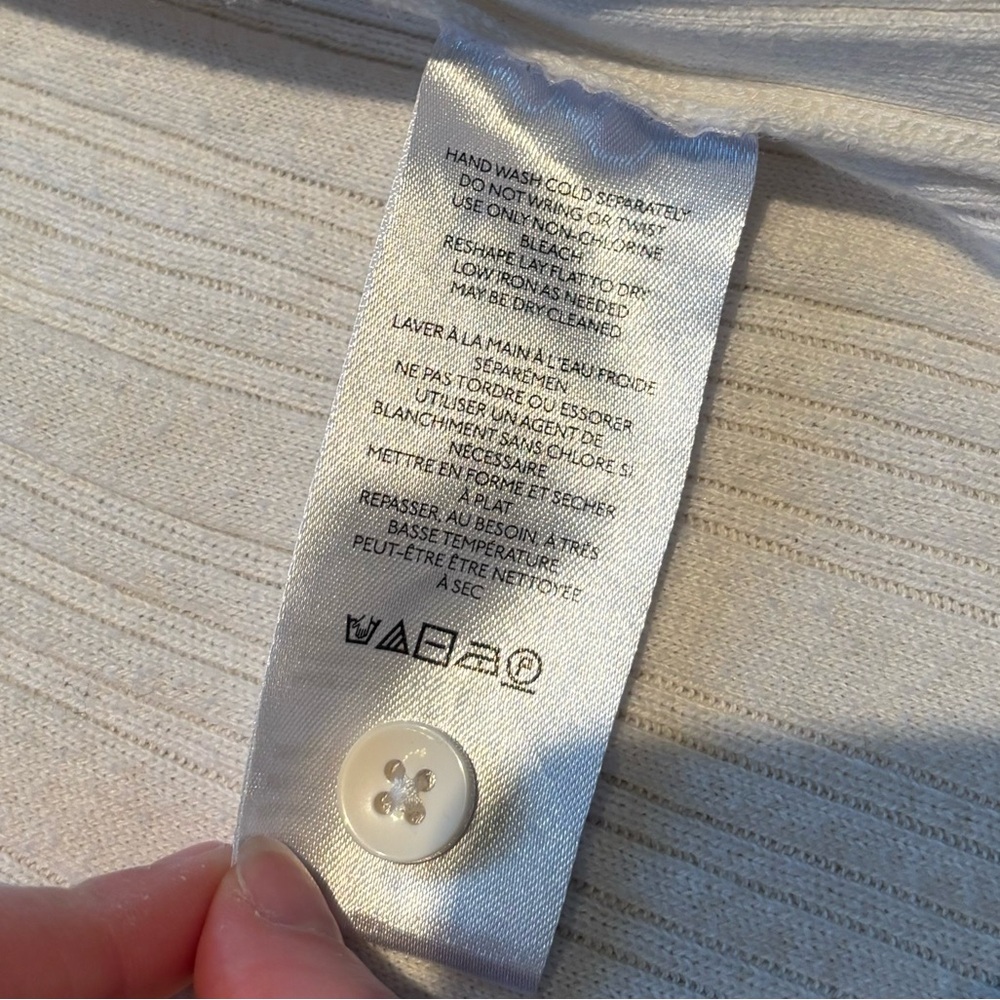 HAND WASH COLD SEPARATELY
DO NOT WRING OR TWIST
USE ONLY NON-CHLORINE
BLEACH
RESHAPE LAY FLAT TO DRY
LOW IRON AS NEEDED
MAY BE DRY CLEANED
LAVER À LA MAIN À L'EAU FROIDE
SÉPARÉMEN
NE PAS TORDRE OU ESSORER
UTILISER UN AGENT DE
BLANCHIMENT SANS CHLORE SI
NÉCESSAIRE
METTRE EN FORME ET SÉCHER
À PLAT
REPASSER, AU BESOIN À TRÈS
BASSE TEMPÉRATURE
PEUT-ÊTRE ÊTRE NETTOYÉE
À SEC
P